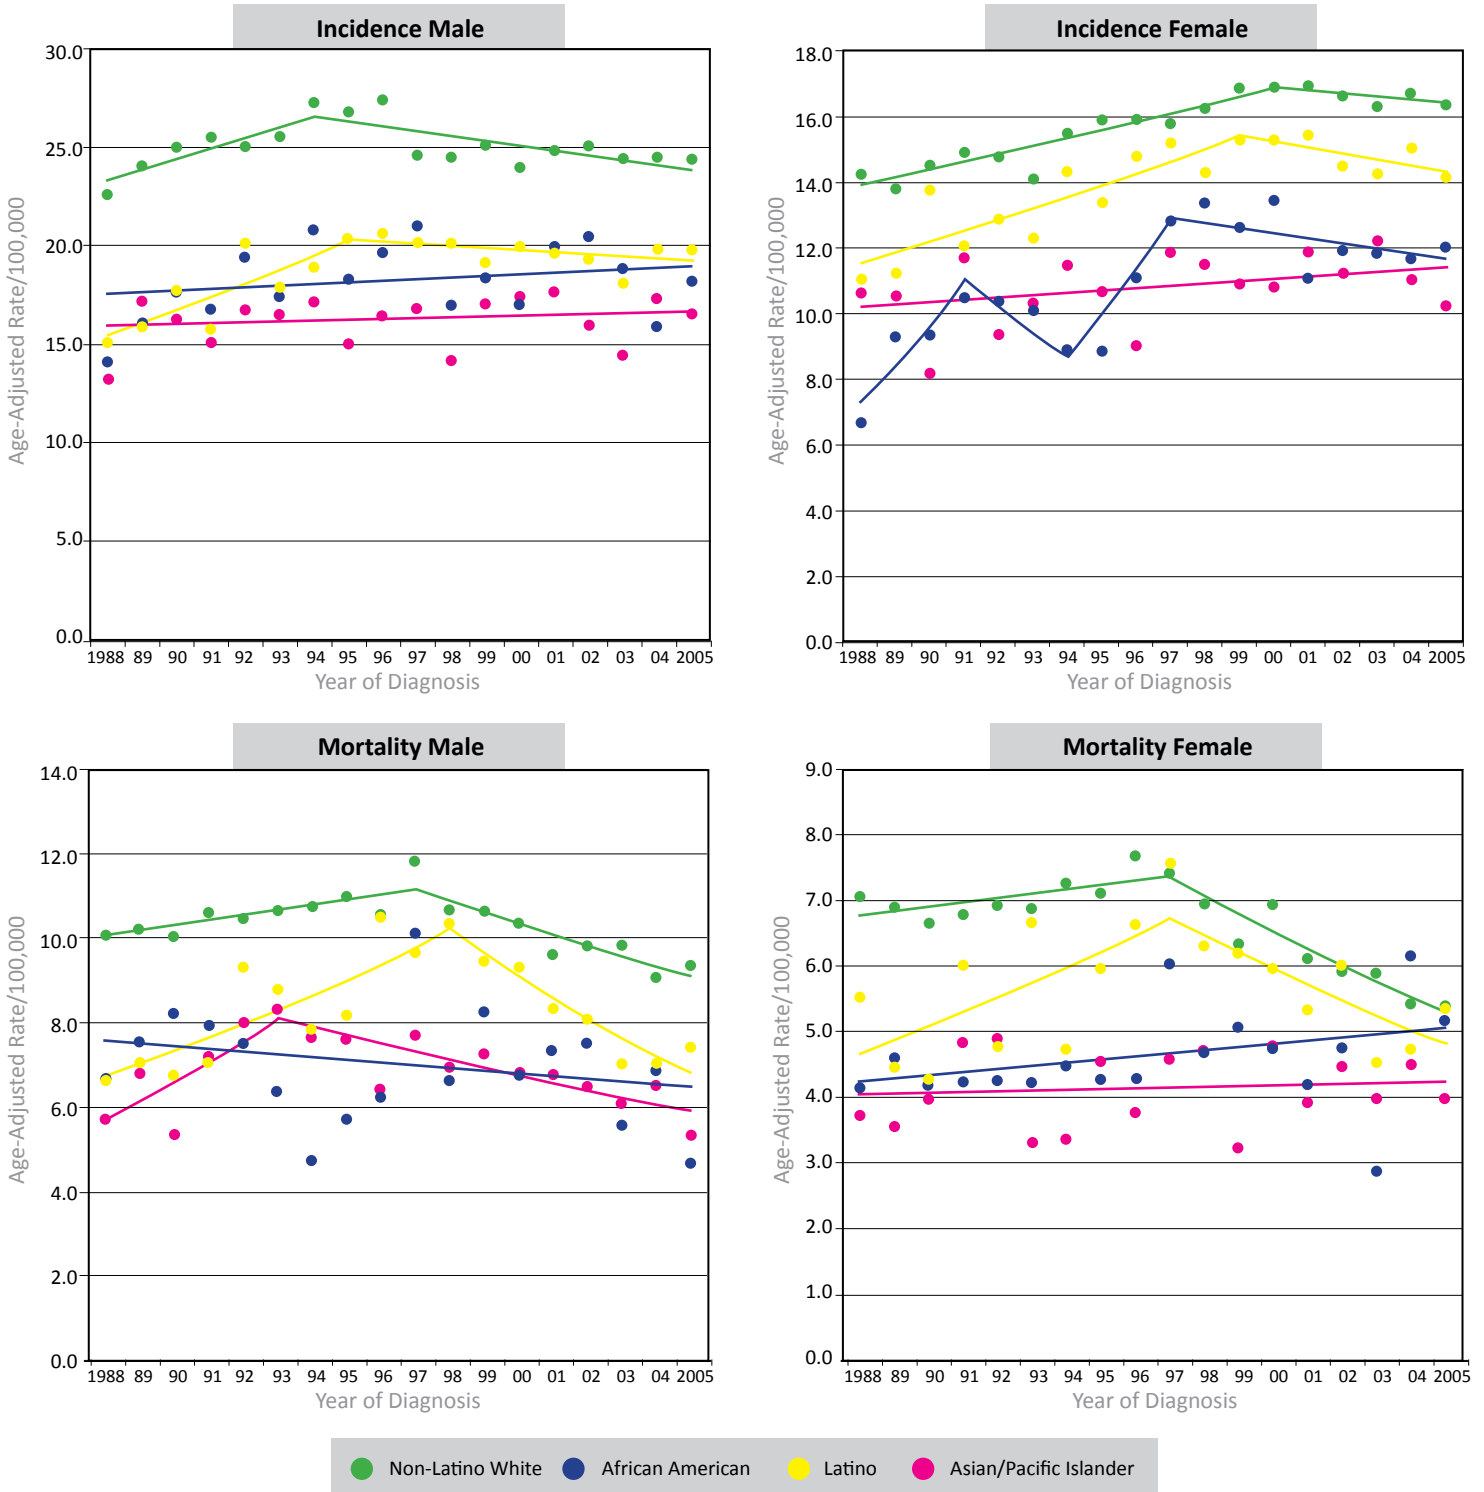 Incidence Male
Age-Adjusted Rate/100,000
30.0
25.0
20.0
15.0
10.0
5.0
0.0
1988 89 90 91 92 93 94 95 96 97 98 99 00 01 02 03 04 2005
Year of Diagnosis
Incidence Female
Age-Adjusted Rate/100,000
18.0
16.0
14.0
12.0
10.0
8.0
6.0
4.0
2.0
0.0
1988 89 90 91 92 93 94 95 96 97 98 99 00 01 02 03 04 2005
Year of Diagnosis
Mortality Male
Age-Adjusted Rate/100,000
14.0
12.0
10.0
8.0
6.0
4.0
2.0
0.0
1988 89 90 91 92 93 94 95 96 97 98 99 00 01 02 03 04 2005
Year of Diagnosis
Mortality Female
Age-Adjusted Rate/100,000
9.0
8.0
7.0
6.0
5.0
4.0
3.0
2.0
1.0
0.0
1988 89 90 91 92 93 94 95 96 97 98 99 00 01 02 03 04 2005
Year of Diagnosis
Non-Latino White African American Latino Asian/Pacific Islander